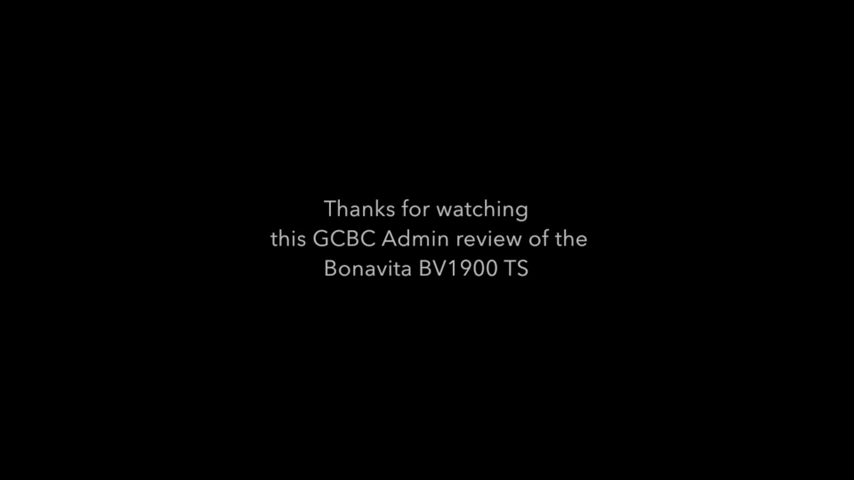 Thanks for watching
this GCBC Admin review of the
Bonavita BV1900 TS